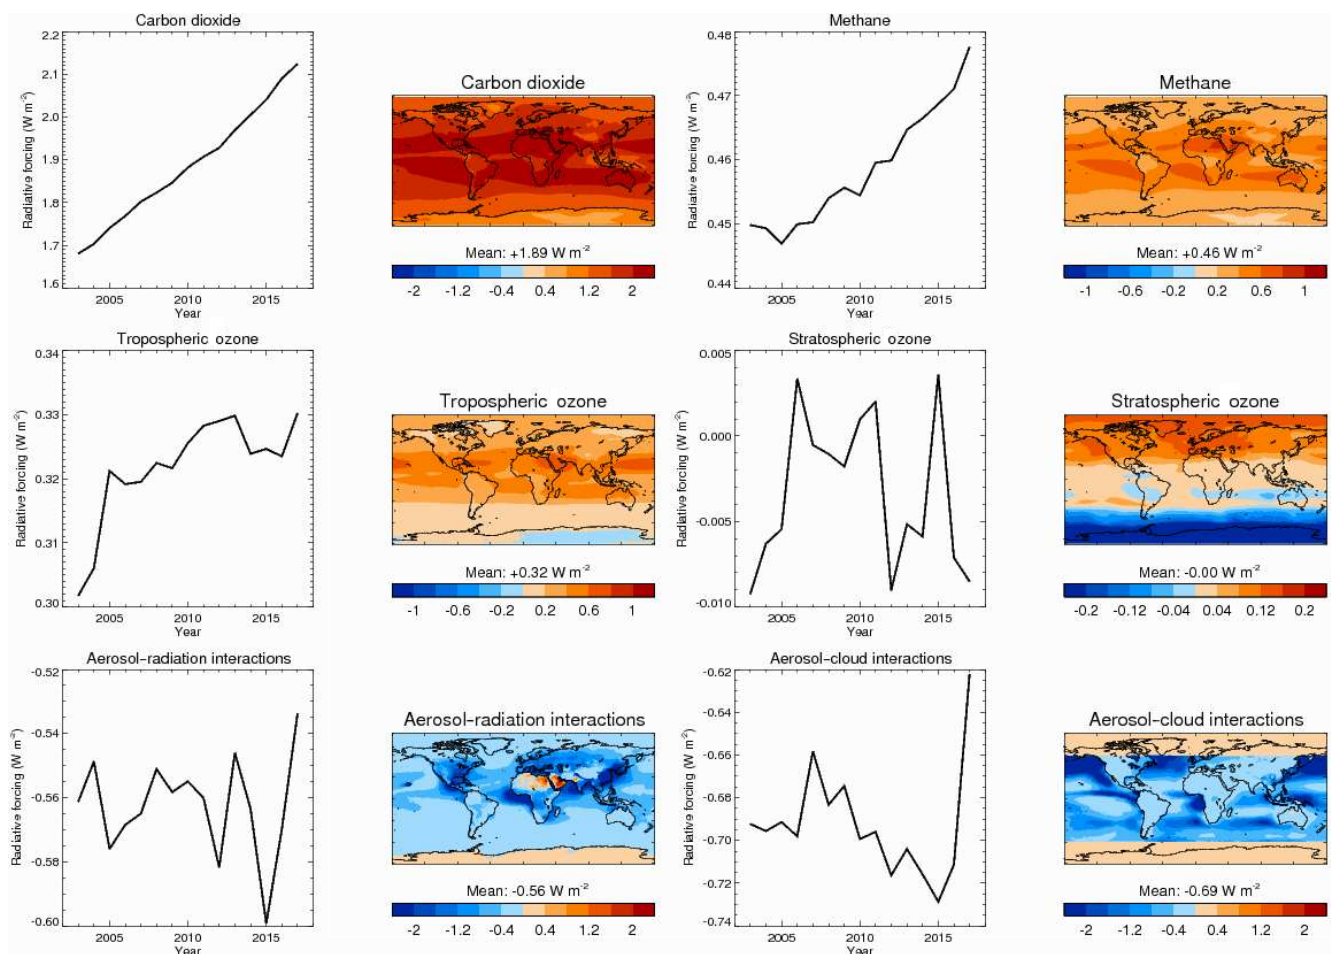 Carbon dioxide
Radiative forcing (W m-2)
2.2
2.1
2.0
1.9
1.8
1.7
1.6
2005 2010 2015
Year
Carbon dioxide
Mean: +1.89 W m-2
-2 -1.2 -0.4 0.4 1.2 2
Methane
Radiative forcing (W m-2)
0.48
0.47
0.46
0.45
0.44
2005 2010 2015
Year
Methane
Mean: +0.46 W m-2
-1 -0.6 -0.2 0.2 0.6 1
Tropospheric ozone
Radiative forcing (W m-2)
0.34
0.33
0.32
0.31
0.30
2005 2010 2015
Year
Tropospheric ozone
Mean: +0.32 W m-2
-1 -0.6 -0.2 0.2 0.6 1
Stratospheric ozone
Radiative forcing (W m-2)
0.005
0.000
-0.005
-0.010
2005 2010 2015
Year
Stratospheric ozone
Mean: -0.00 W m-2
-0.2 -0.12 -0.04 0.04 0.12 0.2
Aerosol-radiation interactions
Radiative forcing (W m-2)
-0.52
-0.54
-0.56
-0.58
-0.60
2005 2010 2015
Year
Aerosol-radiation interactions
Mean: -0.56 W m-2
-2 -1.2 -0.4 0.4 1.2 2
Aerosol-cloud interactions
Radiative forcing (W m-2)
-0.62
-0.64
-0.66
-0.68
-0.70
-0.72
-0.74
2005 2010 2015
Year
Aerosol-cloud interactions
Mean: -0.69 W m-2
-2 -1.2 -0.4 0.4 1.2 2